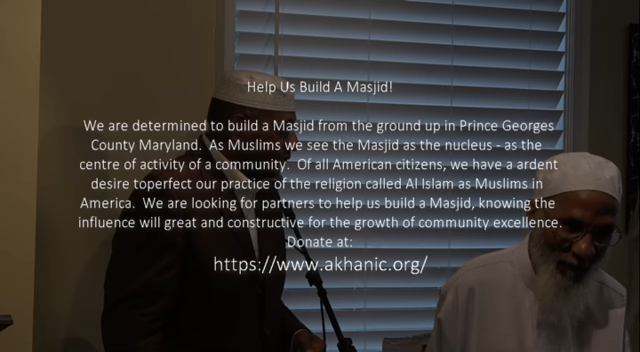 Help Us Build A Masjid!
We are determined to build a Masjid from the ground up in Prince Georges
County Maryland. As Muslims we see the Masjid as the nucleus - as the
centre of activity of a community. Of all American citizens, we have a ardent
desire toperfect our practice of the religion called Al Islam as Muslims in
America. We are looking for partners to help us build a Masjid, knowing the
influence will great and constructive for the growth of community excellence.
Donate at:
https://www.akhanic.org/